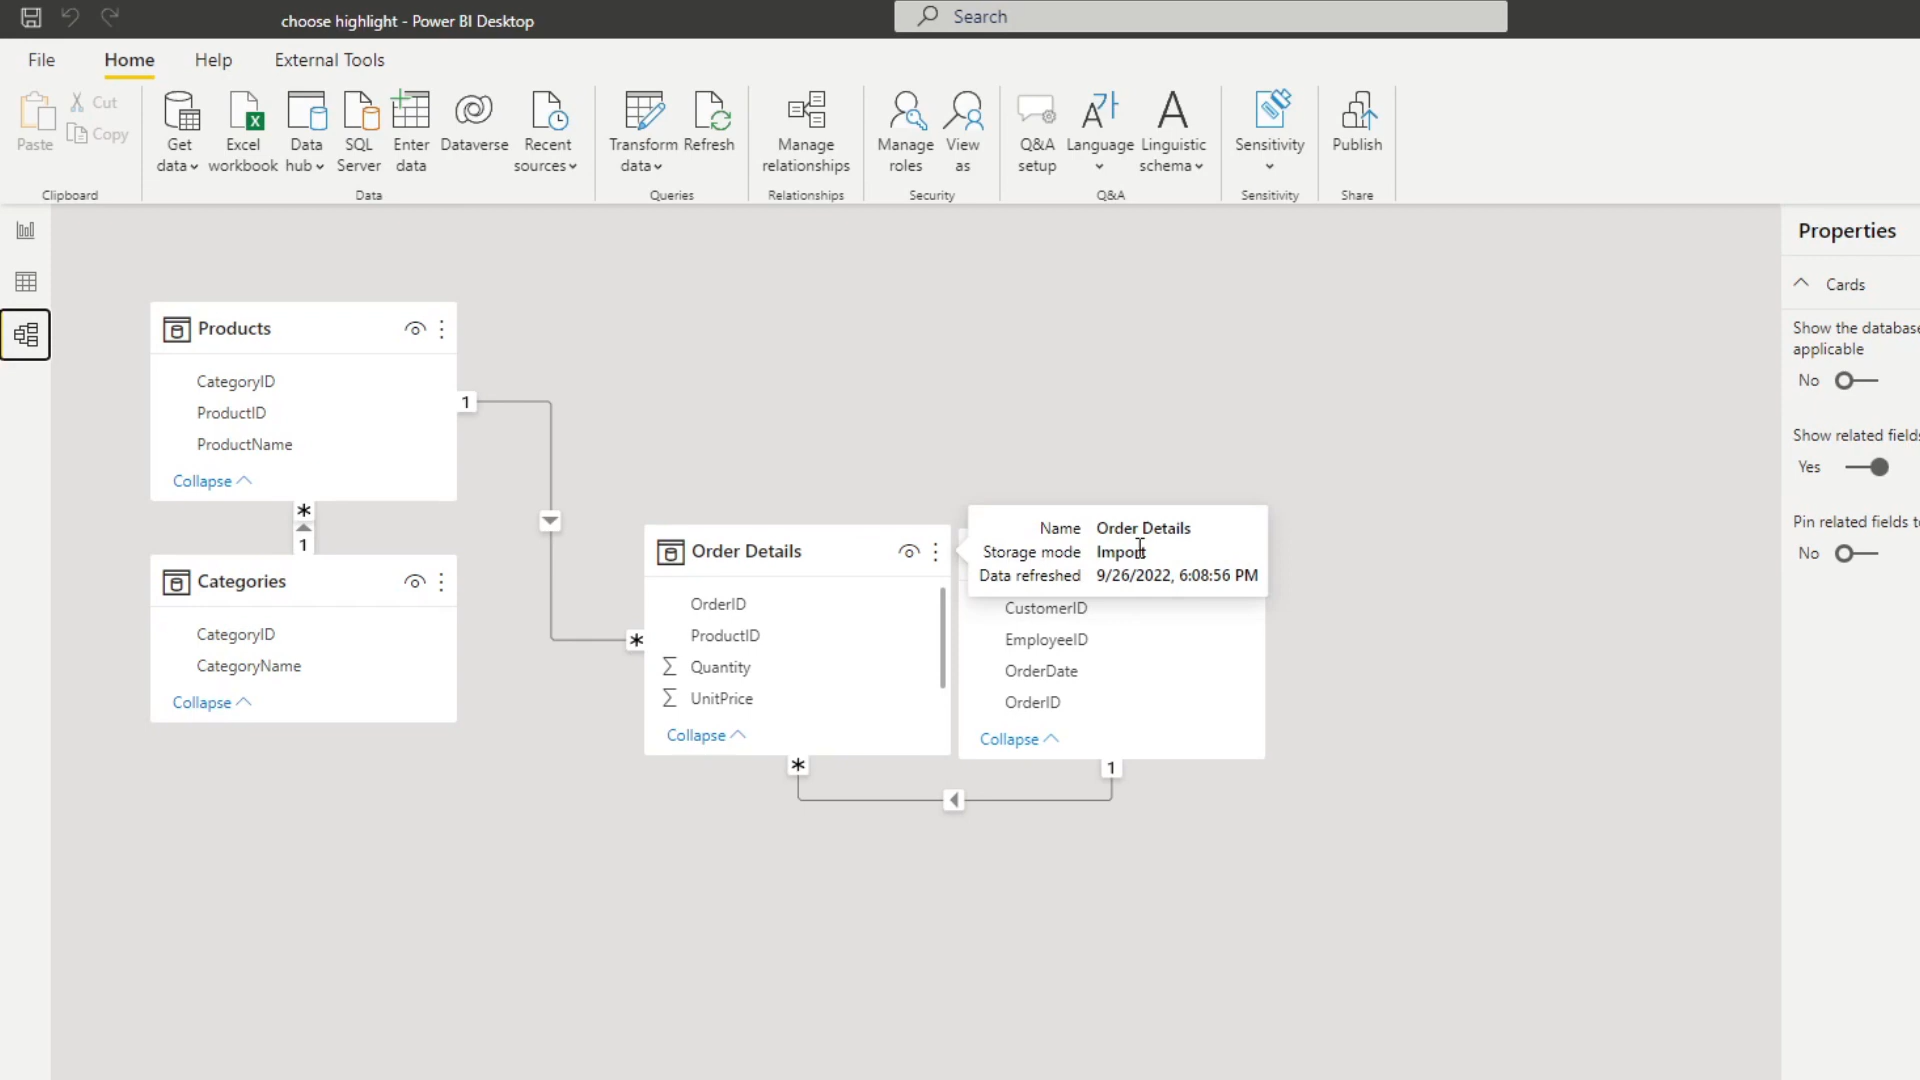 choose highlight - Power BI Desktop
Search
File Home Help External Tools
Paste
Cut
Copy
Get data
Excel workbook
Data hub
SQL Server
Enter data
Dataverse
Recent sources
Transform data
Refresh
Manage relationships
Manage roles
View as
Q&A setup
Language
Linguistic schema
Sensitivity
Publish
Clipboard Data Queries Relationships Security Q&A Sensitivity Share
Products
CategoryID
ProductID
ProductName
Collapse
1
*
1
Categories
CategoryID
CategoryName
Collapse
*
Order Details
OrderID
ProductID
Σ Quantity
Σ UnitPrice
Collapse
*
Name Order Details
Storage mode Import
Data refreshed 9/26/2022, 6:08:56 PM
CustomerID
EmployeeID
OrderDate
OrderID
Collapse
1
Properties
Cards
Show the database
applicable
No
Show related fields
Yes
Pin related fields to
No